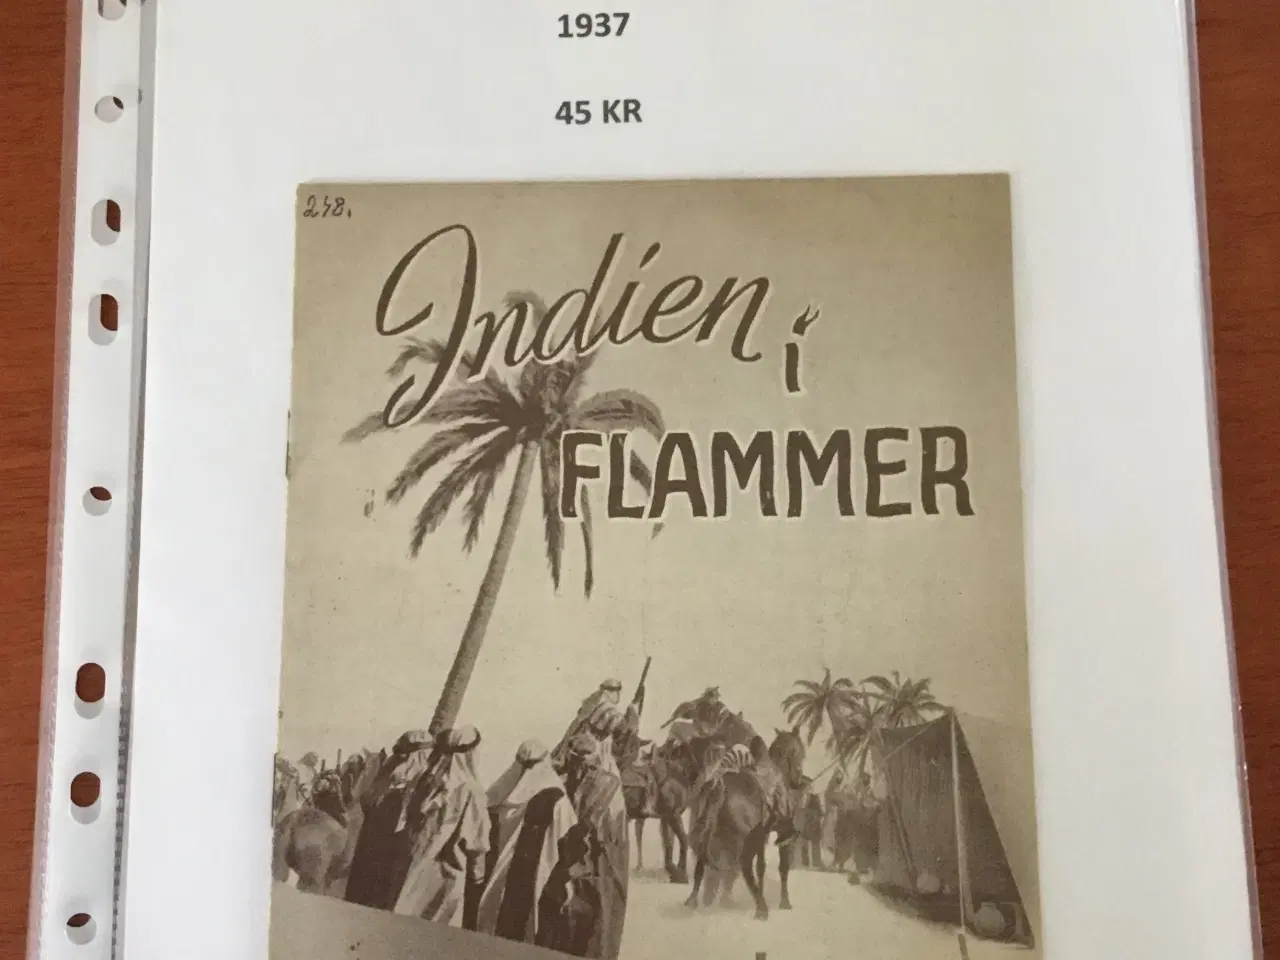 1937
45 KR
248.
Indien i
FLAMMER